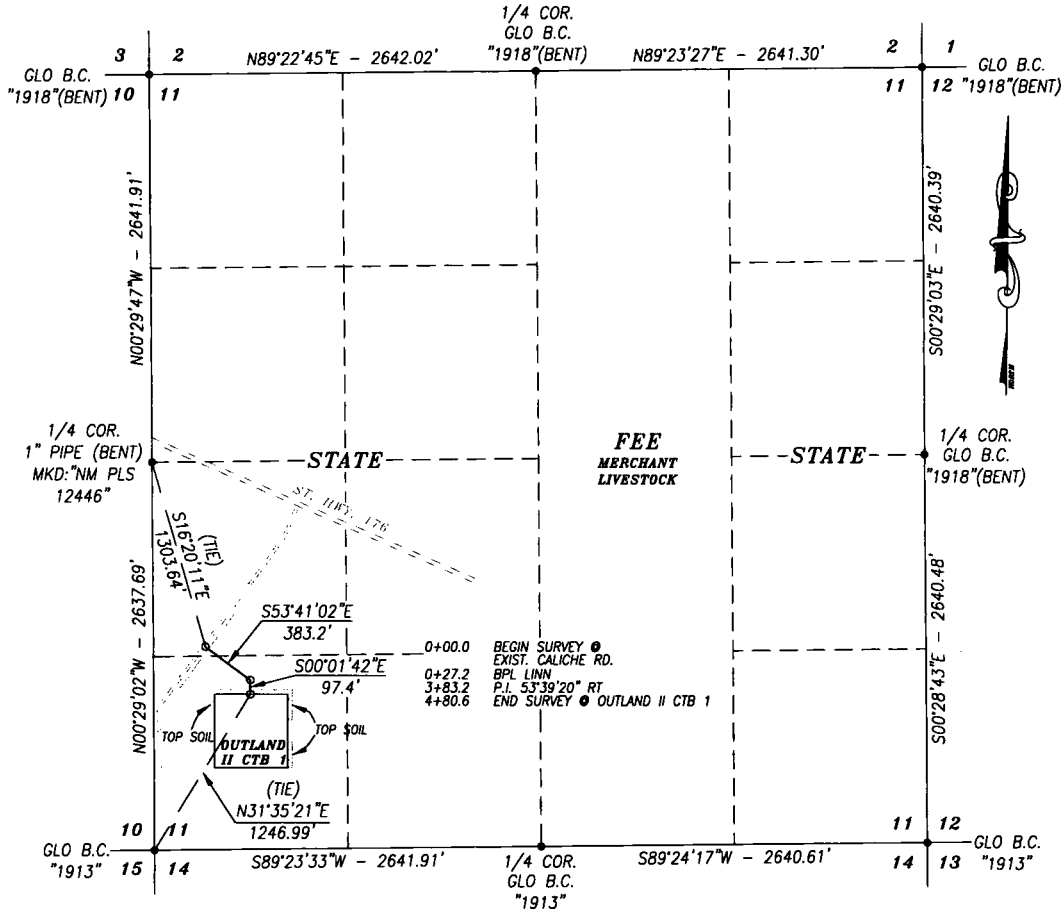 1/4 COR.
GLO B.C.
"1918"(BENT)
3 2
N89°22'45"E - 2642.02'
N89°23'27"E - 2641.30'
2 1
GLO B.C.
"1918"(BENT)
10 11
11 12
GLO B.C.
"1918"(BENT)
N00°29'47"W - 2641.91'
S00°29'03"E - 2640.39'
NORTH
1/4 COR.
1" PIPE (BENT)
MKD:"NM PLS
12446"
STATE
FEE
MERCHANT
LIVESTOCK
STATE
1/4 COR.
GLO B.C.
"1918"(BENT)
ST. HWY. 176
(TIE)
S16°20'11"E
1303.64'
N00°29'02"W - 2637.69'
S00°28'43"E - 2640.48'
S53°41'02"E
383.2'
S00°01'42"E
97.4'
0+00.0 BEGIN SURVEY @
EXIST. CALICHE RD.
0+27.2 BPL LINN
3+83.2 P.I. 53°39'20" RT
4+80.6 END SURVEY @ OUTLAND II CTB 1
TOP SOIL
TOP SOIL
OUTLAND
II CTB 1
(TIE)
N31°35'21"E
1246.99'
10 11
11 12
GLO B.C.
"1913"
15 14
S89°23'33"W - 2641.91'
1/4 COR.
GLO B.C.
"1913"
S89°24'17"W - 2640.61'
14 13
GLO B.C.
"1913"